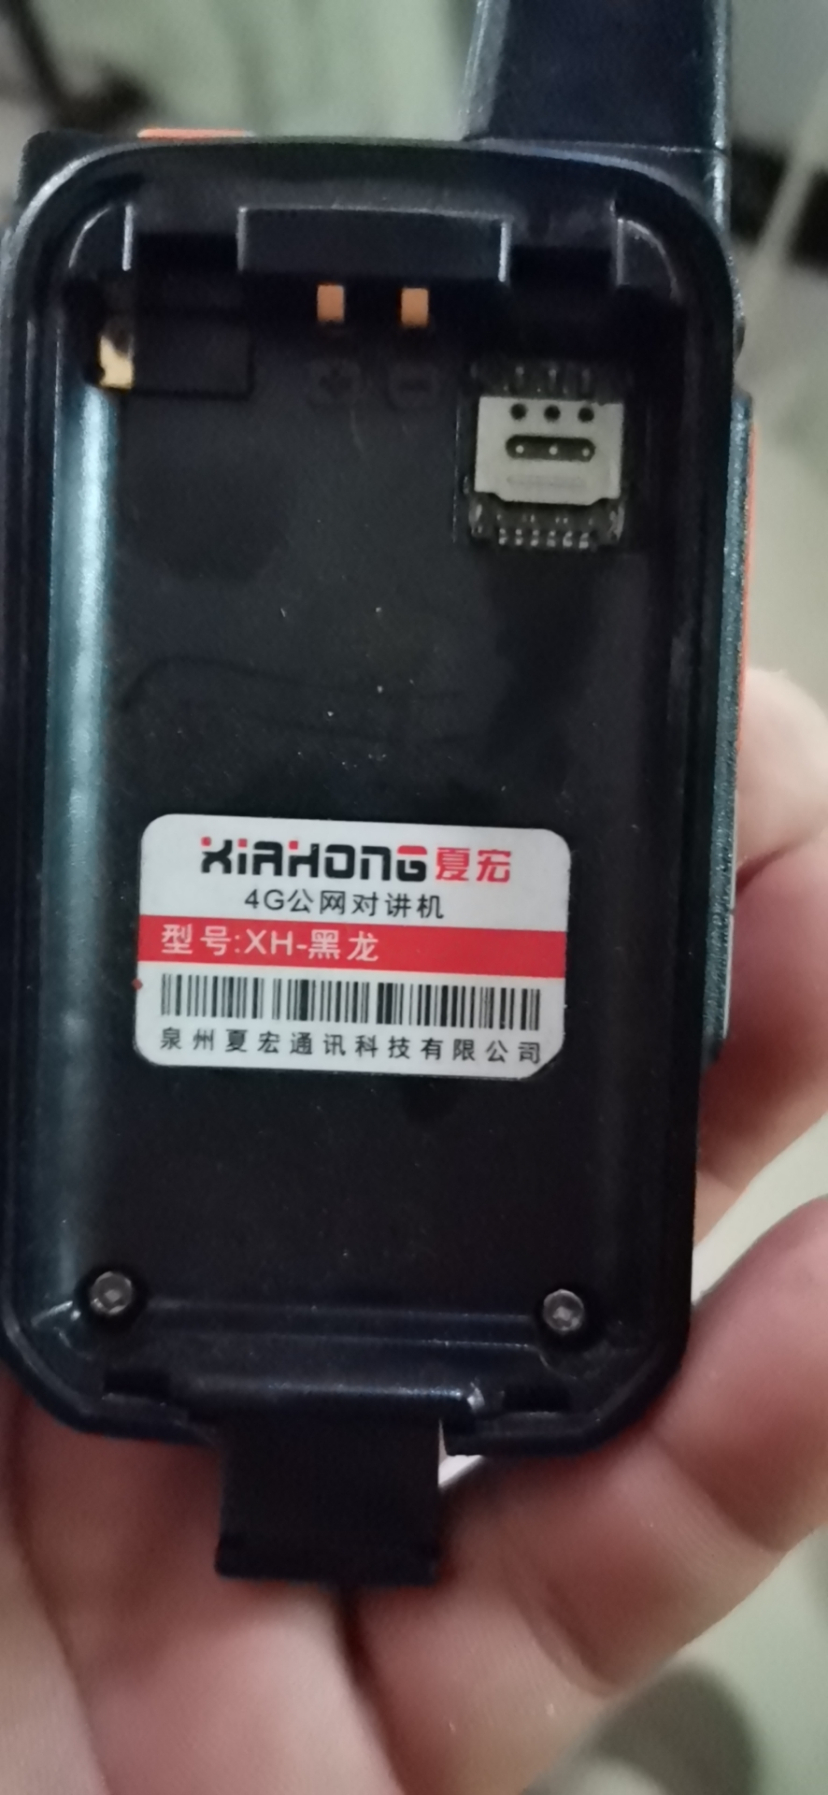 + -
XiAHONG夏宏
4G公网对讲机
型号:XH-黑龙
泉州夏宏通讯科技有限公司